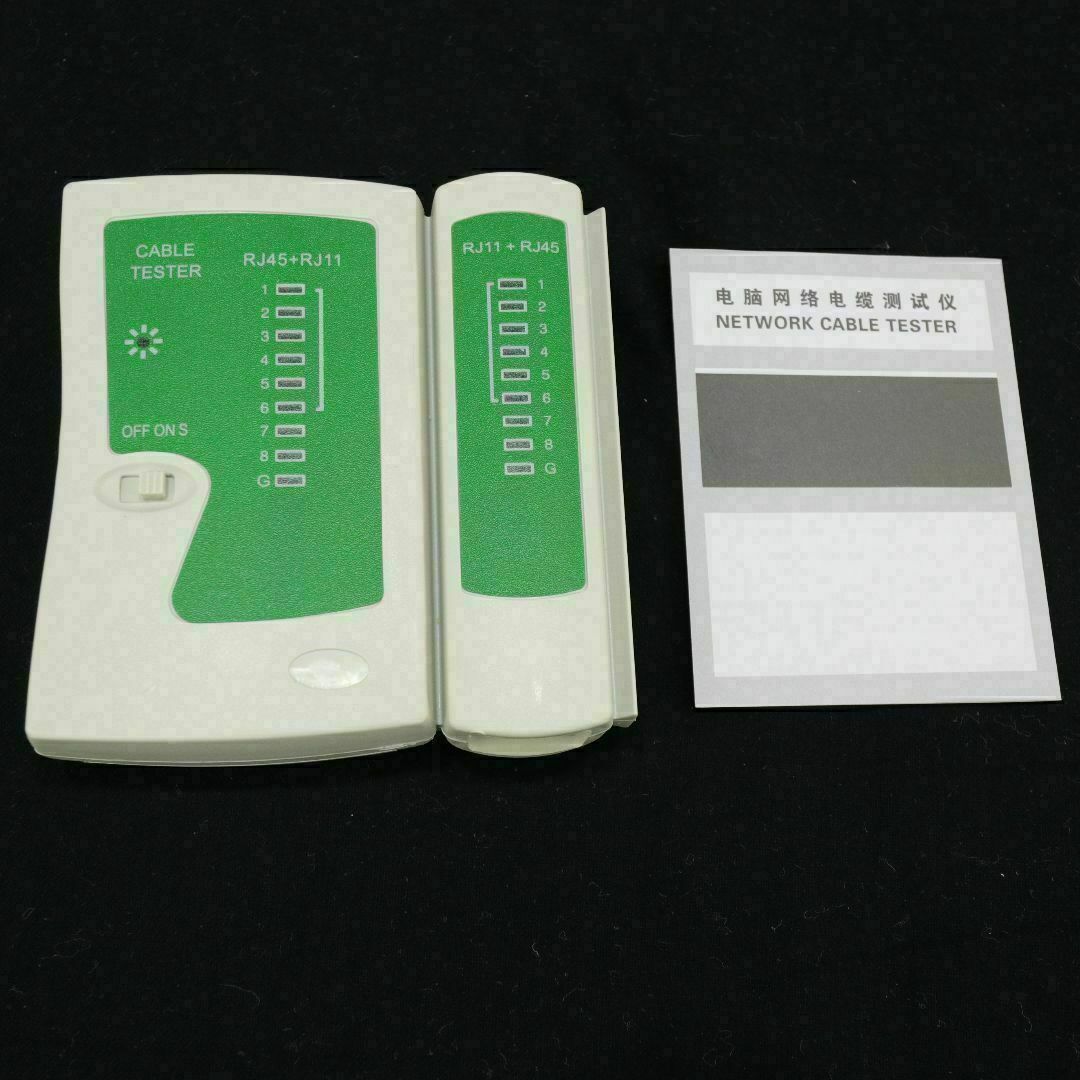 CABLE
TESTER
RJ45+RJ11
1
2
3
4
5
6
7
8
G
OFF ON S
RJ11 + RJ45
1
2
3
4
5
6
7
8
G
电脑网络电缆测试仪
NETWORK CABLE TESTER